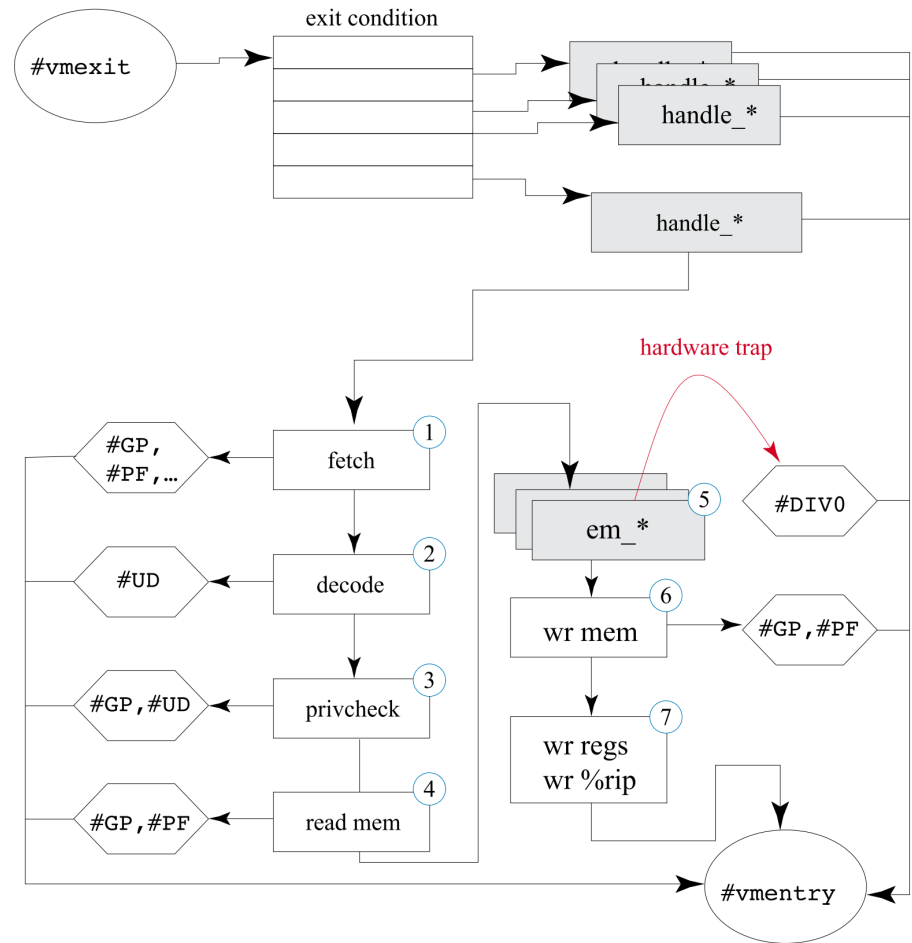 exit condition
#vmexit
handle_*
handle_*
handle_*
hardware trap
1
fetch
#GP,
#PF,…
2
decode
#UD
3
privcheck
#GP,#UD
4
read mem
#GP,#PF
5
em_*
#DIV0
6
wr mem
#GP,#PF
7
wr regs
wr %rip
#vmentry